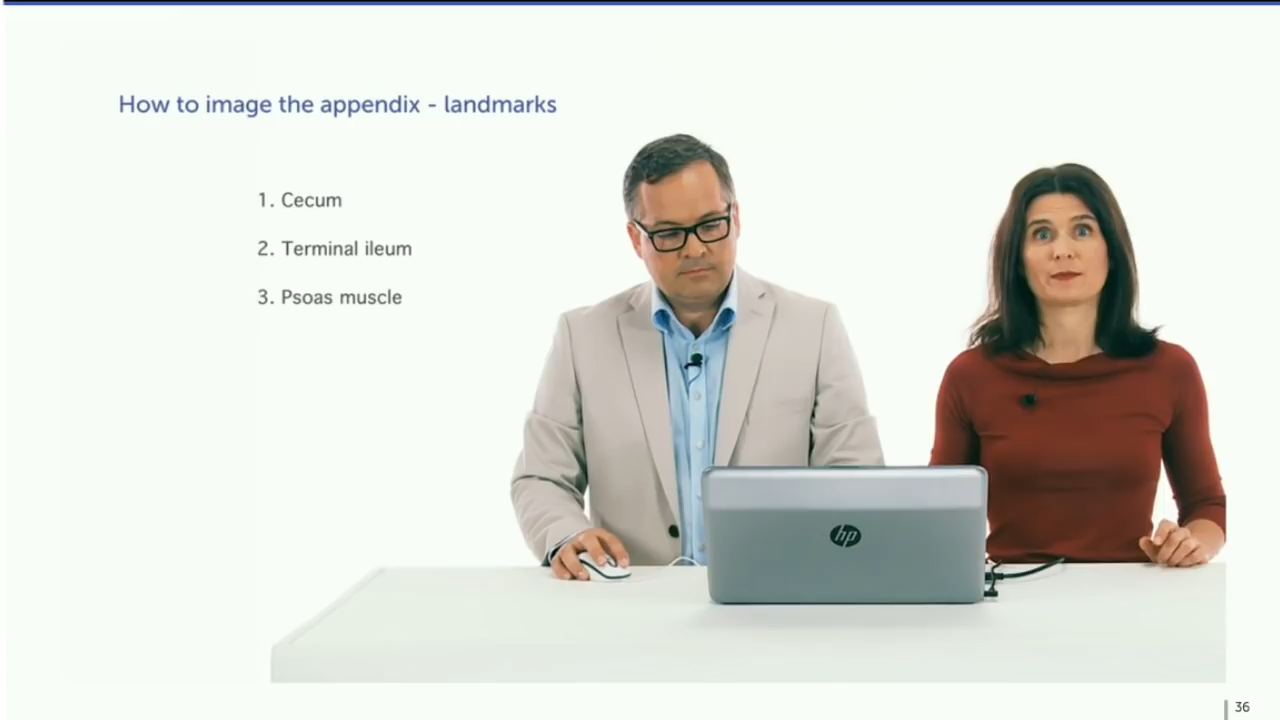 How to image the appendix - landmarks
1. Cecum
2. Terminal ileum
3. Psoas muscle
hp
36